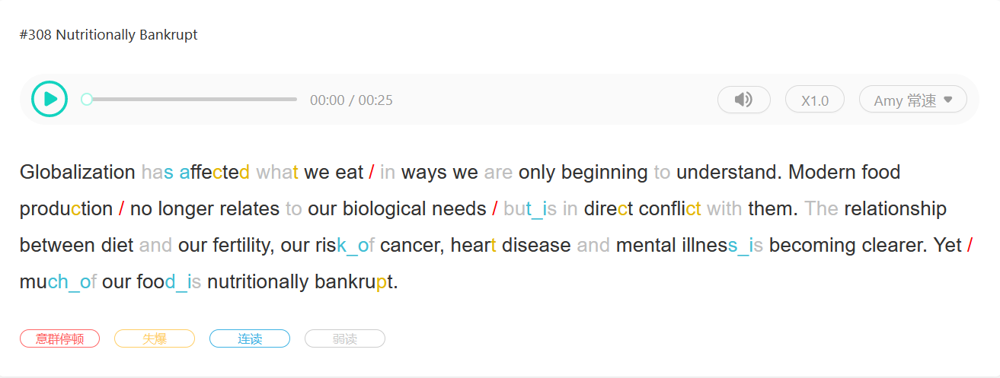 #308 Nutritionally Bankrupt
00:00 / 00:25
X1.0
Amy 常速
Globalization has affected what we eat / in ways we are only beginning to understand. Modern food
production / no longer relates to our biological needs / but_is in direct conflict with them. The relationship
between diet and our fertility, our risk_of cancer, heart disease and mental illness_is becoming clearer. Yet /
much_of our food_is nutritionally bankrupt.
意群停顿
失爆
连读
弱读